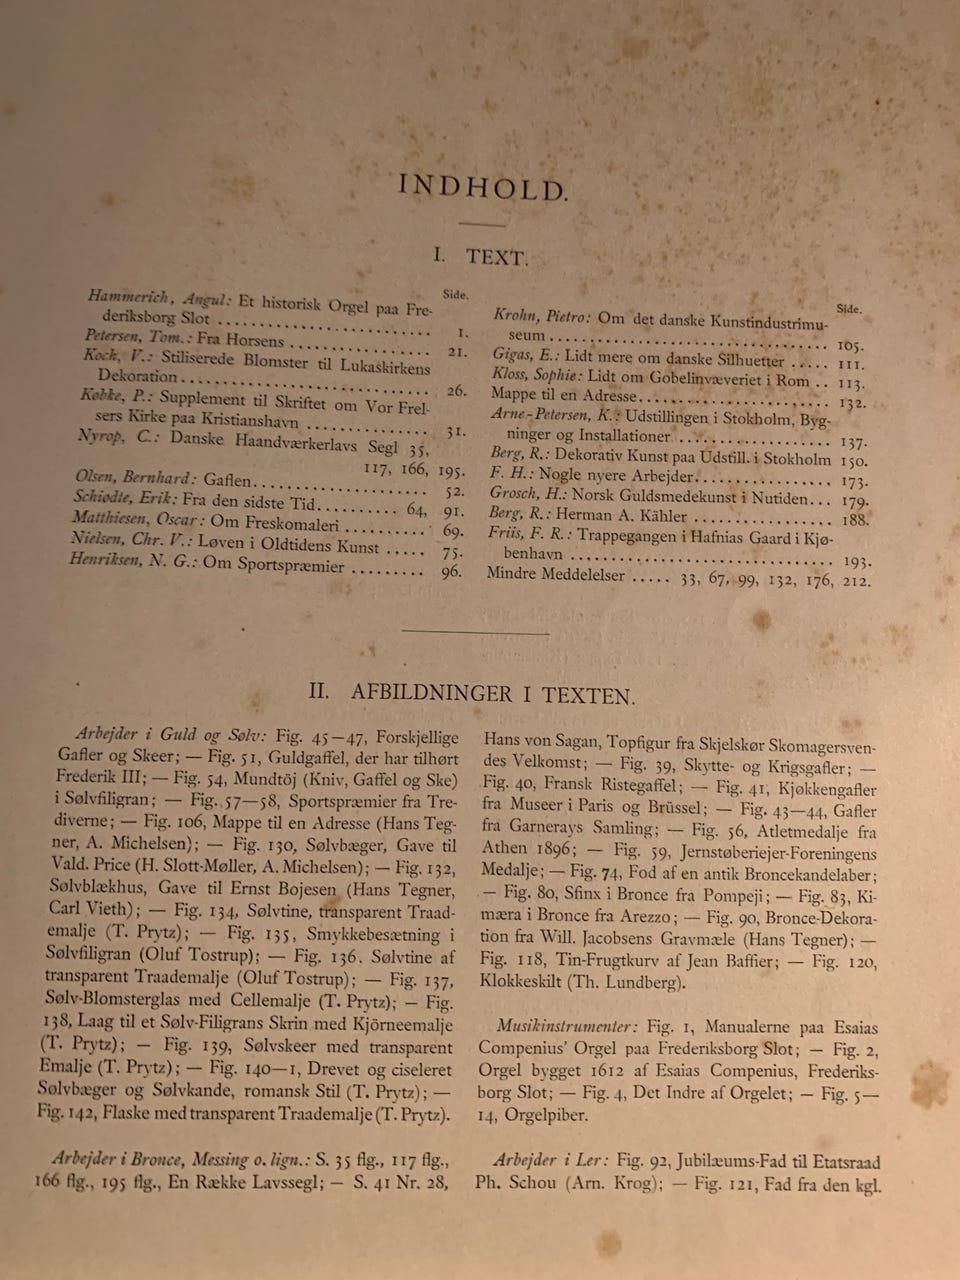 INDHOLD.
I. TEXT.
Side.
Hammerich, Angul: Et historisk Orgel paa Fre-
deriksborg Slot .................... 1.
Petersen, Tom.: Fra Horsens .................... 21.
Koch, V.: Stiliserede Blomster til Lukaskirkens
Dekoration .................... 26.
Købke, P.: Supplement til Skriftet om Vor Frel-
sers Kirke paa Kristianshavn .................... 31.
Nyrop, C.: Danske Haandværkerlavs Segl 35,
117, 166, 195.
Olsen, Bernhard: Gaflen .................... 52.
Schiødte, Erik: Fra den sidste Tid ......... 64, 91.
Matthiesen, Oscar: Om Freskomaleri ......... 69.
Nielsen, Chr. V.: Løven i Oldtidens Kunst ..... 75.
Henriksen, N. G.: Om Sportspræmier ......... 96.
Side.
Krohn, Pietro: Om det danske Kunstindustrimu-
seum .................... 105.
Gigas, E.: Lidt mere om danske Silhuetter ..... 111.
Kloss, Sophie: Lidt om Gobelinvæveriet i Rom .. 113.
Mappe til en Adresse .................... 132.
Arne-Petersen, K.: Udstillingen i Stokholm, Byg-
ninger og Installationer .................... 137.
Berg, R.: Dekorativ Kunst paa Udstill. i Stokholm 150.
F. H.: Nogle nyere Arbejder .................... 173.
Grosch, H.: Norsk Guldsmedekunst i Nutiden... 179.
Berg, R.: Herman A. Kähler .................... 188.
Friis, F. R.: Trappegangen i Hafnias Gaard i Kjø-
benhavn .................... 193.
Mindre Meddelelser ..... 33, 67, 99, 132, 176, 212.
II. AFBILDNINGER I TEXTEN.
Arbejder i Guld og Sølv: Fig. 45—47, Forskjellige
Gafler og Skeer; — Fig. 51, Guldgaffel, der har tilhørt
Frederik III; — Fig. 54, Mundtöj (Kniv, Gaffel og Ske)
i Sølvfiligran; — Fig. 57—58, Sportspræmier fra Tre-
diverne; — Fig. 106, Mappe til en Adresse (Hans Teg-
ner, A. Michelsen); — Fig. 130, Sølvbæger, Gave til
Vald. Price (H. Slott-Møller, A. Michelsen); — Fig. 132,
Sølvblækhus, Gave til Ernst Bojesen (Hans Tegner,
Carl Vieth); — Fig. 134, Sølvtine, transparent Traad-
emalje (T. Prytz); — Fig. 135, Smykkebesætning i
Sølvfiligran (Oluf Tostrup); — Fig. 136. Sølvtine af
transparent Traademalje (Oluf Tostrup); — Fig. 137,
Sølv-Blomsterglas med Cellemalje (T. Prytz); — Fig.
138, Laag til et Sølv-Filigrans Skrin med Kjörneemalje
(T. Prytz); — Fig. 139, Sølvskeer med transparent
Emalje (T. Prytz); — Fig. 140—1, Drevet og ciseleret
Sølvbæger og Sølvkande, romansk Stil (T. Prytz); —
Fig. 142, Flaske med transparent Traademalje (T. Prytz).
Arbejder i Bronce, Messing o. lign.: S. 35 flg., 117 flg.,
166 flg., 195 flg., En Række Lavssegl; — S. 41 Nr. 28,
Hans von Sagan, Topfigur fra Skjelskør Skomagersven-
des Velkomst; — Fig. 39, Skytte- og Krigsgafler; —
Fig. 40, Fransk Ristegaffel; — Fig. 41, Kjøkkengafler
fra Museer i Paris og Brüssel; — Fig. 43—44, Gafler
fra Garnerays Samling; — Fig. 56, Atletmedalje fra
Athen 1896; — Fig. 59, Jernstøberiejer-Foreningens
Medalje; — Fig. 74, Fod af en antik Broncekandelaber;
— Fig. 80, Sfinx i Bronce fra Pompeji; — Fig. 83, Ki-
mæra i Bronce fra Arezzo; — Fig. 90, Bronce-Dekora-
tion fra Will. Jacobsens Gravmæle (Hans Tegner); —
Fig. 118, Tin-Frugtkurv af Jean Baffier; — Fig. 120,
Klokkeskilt (Th. Lundberg).
Musikinstrumenter: Fig. 1, Manualerne paa Esaias
Compenius' Orgel paa Frederiksborg Slot; — Fig. 2,
Orgel bygget 1612 af Esaias Compenius, Frederiks-
borg Slot; — Fig. 4, Det Indre af Orgelet; — Fig. 5—
14, Orgelpiber.
Arbejder i Ler: Fig. 92, Jubilæums-Fad til Etatsraad
Ph. Schou (Arn. Krog); — Fig. 121, Fad fra den kgl.